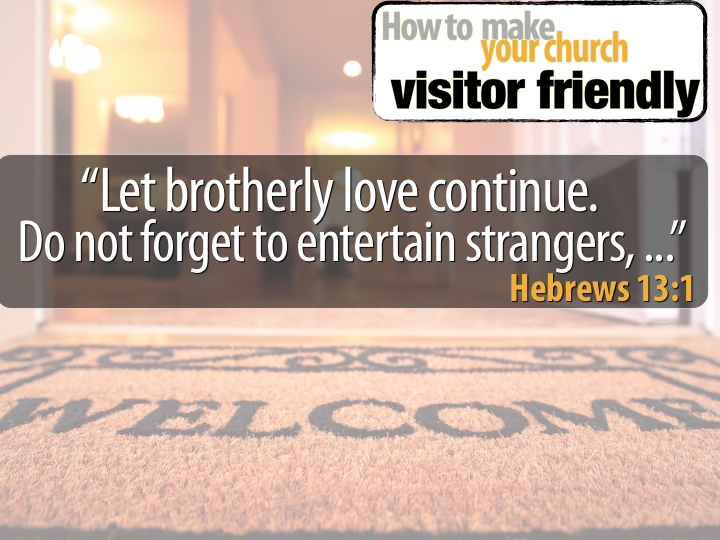 How to make
your church
visitor friendly
“Let brotherly love continue.
Do not forget to entertain strangers, ...”
Hebrews 13:1
WELCOME